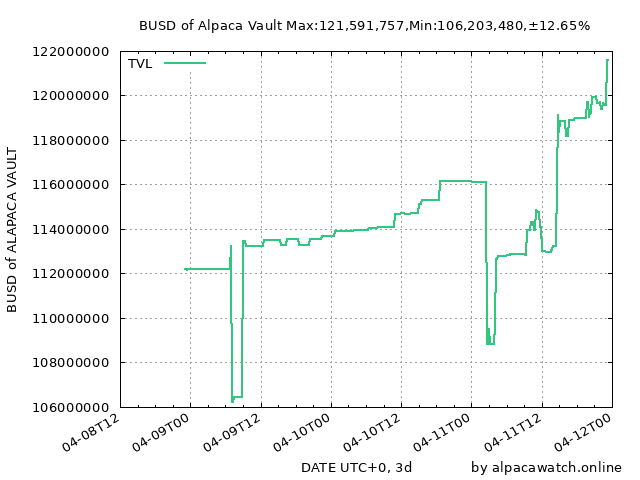 BUSD of Alpaca Vault Max:121,591,757,Min:106,203,480,±12.65%
TVL
BUSD of ALAPACA VAULT
122000000
120000000
118000000
116000000
114000000
112000000
110000000
108000000
106000000
04-08T12
04-09T00
04-09T12
04-10T00
04-10T12
04-11T00
04-11T12
04-12T00
DATE UTC+0, 3d
by alpacawatch.online